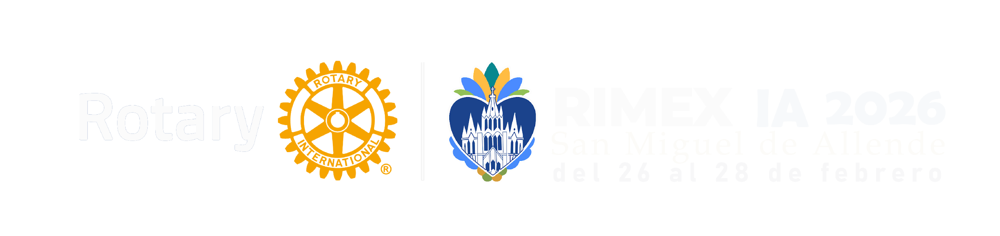 Rotary
ROTARY
INTERNATIONAL
®
RIMEX IA 2026
San Miguel de Allende
del 26 al 28 de febrero